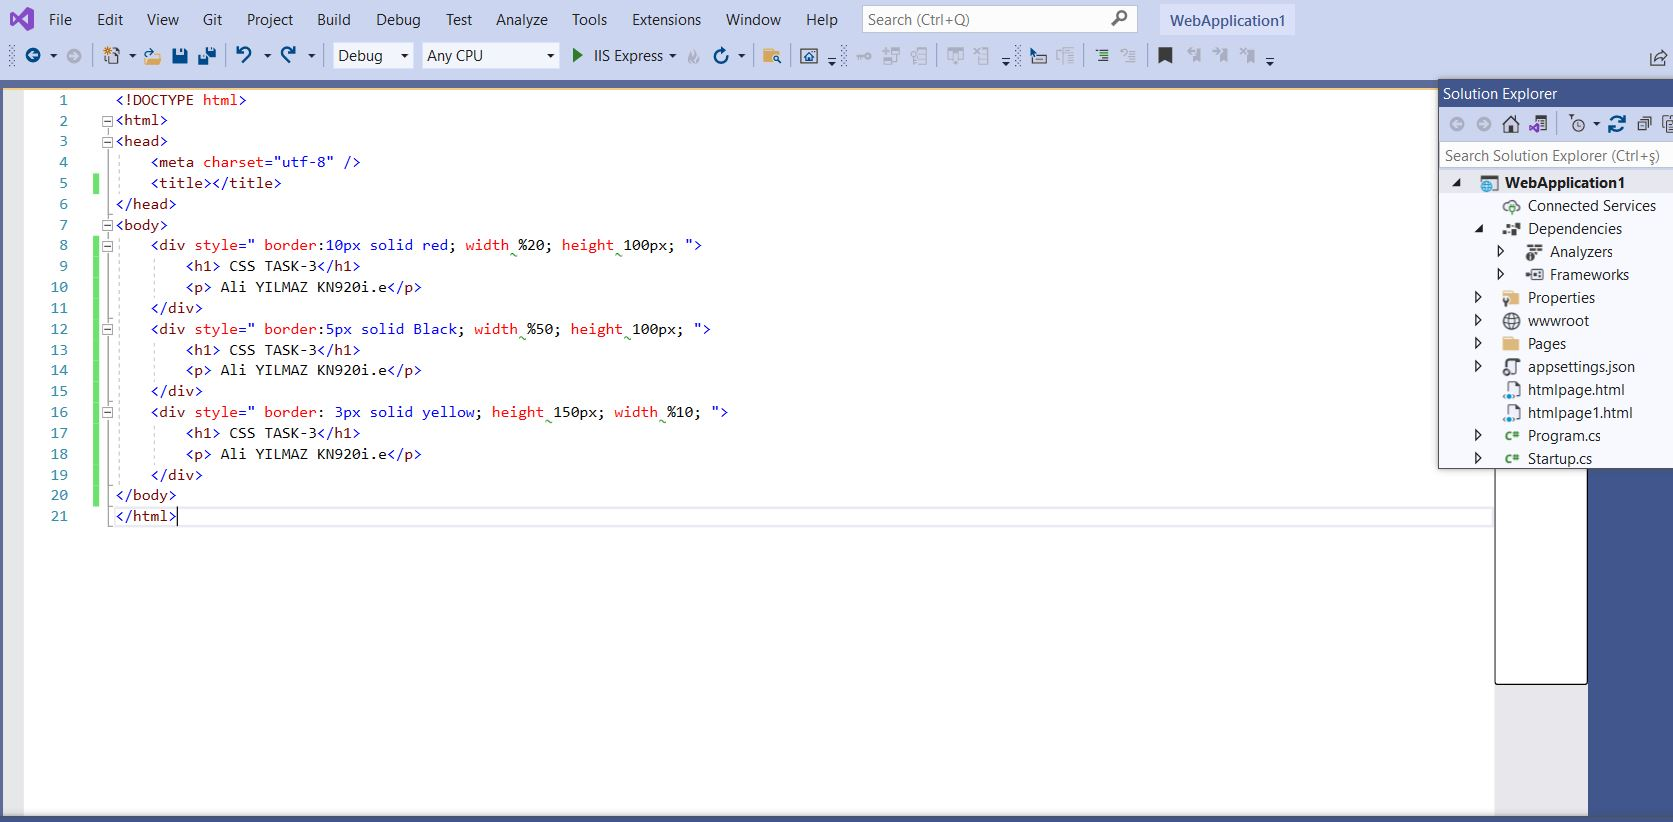 File Edit View Git Project Build Debug Test Analyze Tools Extensions Window Help Search (Ctrl+Q) WebApplication1
Debug Any CPU IIS Express
1 <!DOCTYPE html>
2 <html>
3 <head>
4 <meta charset="utf-8" />
5 <title></title>
6 </head>
7 <body>
8 <div style=" border:10px solid red; width %20; height 100px; ">
9 <h1> CSS TASK-3</h1>
10 <p> Ali YILMAZ KN920i.e</p>
11 </div>
12 <div style=" border:5px solid Black; width %50; height 100px; ">
13 <h1> CSS TASK-3</h1>
14 <p> Ali YILMAZ KN920i.e</p>
15 </div>
16 <div style=" border: 3px solid yellow; height 150px; width %10; ">
17 <h1> CSS TASK-3</h1>
18 <p> Ali YILMAZ KN920i.e</p>
19 </div>
20 </body>
21 </html>
Solution Explorer
Search Solution Explorer (Ctrl+ş)
WebApplication1
Connected Services
Dependencies
Analyzers
Frameworks
Properties
wwwroot
Pages
appsettings.json
htmlpage.html
htmlpage1.html
C# Program.cs
C# Startup.cs